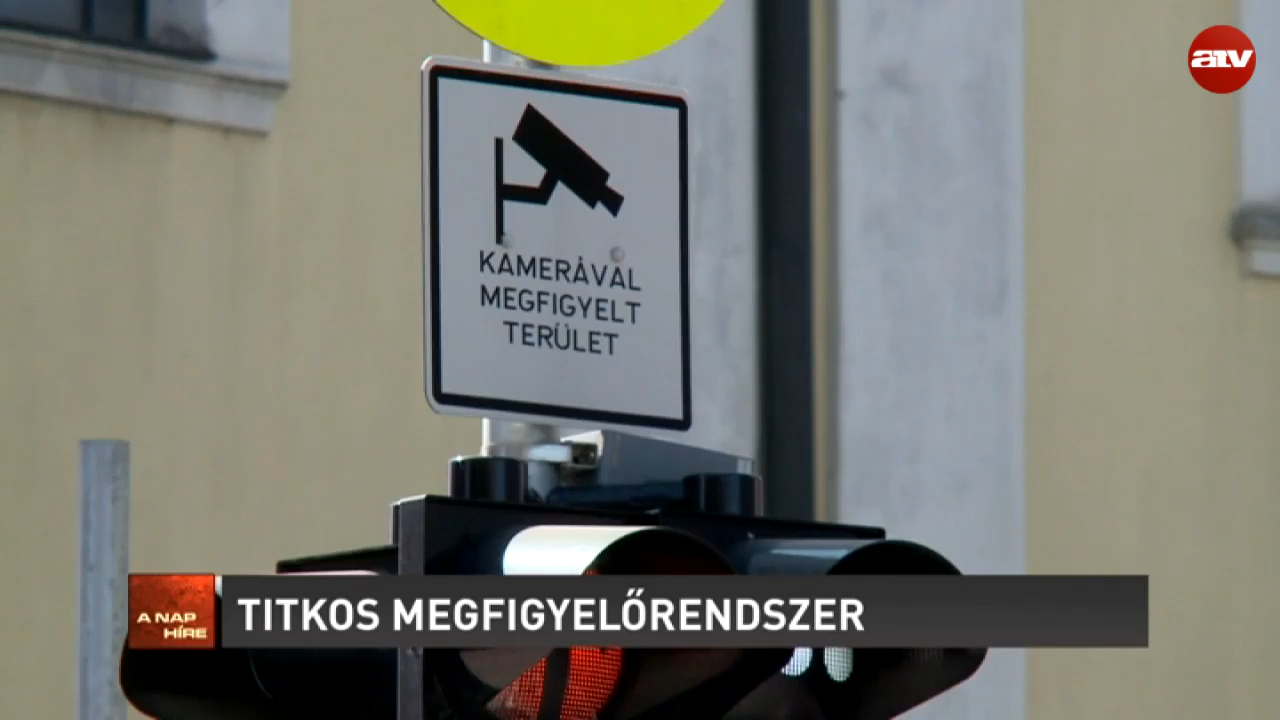 atv
KAMERÁVAL
MEGFIGYELT
TERÜLET
A NAP
HÍRE
TITKOS MEGFIGYELŐRENDSZER